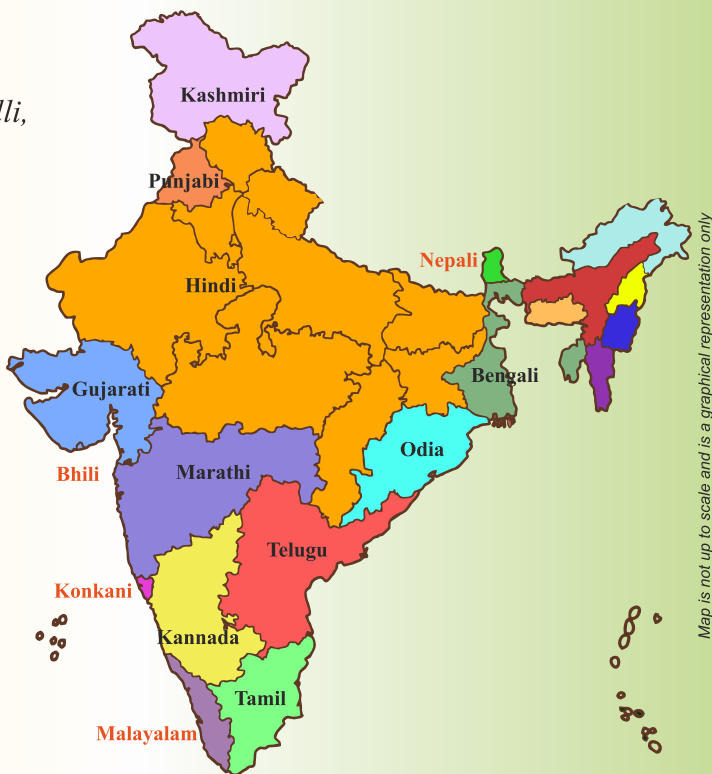 Kashmiri
Punjabi
Nepali
Hindi
Gujarati
Bengali
Odia
Bhili
Marathi
Telugu
Konkani
Kannada
Tamil
Malayalam
Map is not up to scale and is a graphical representation only